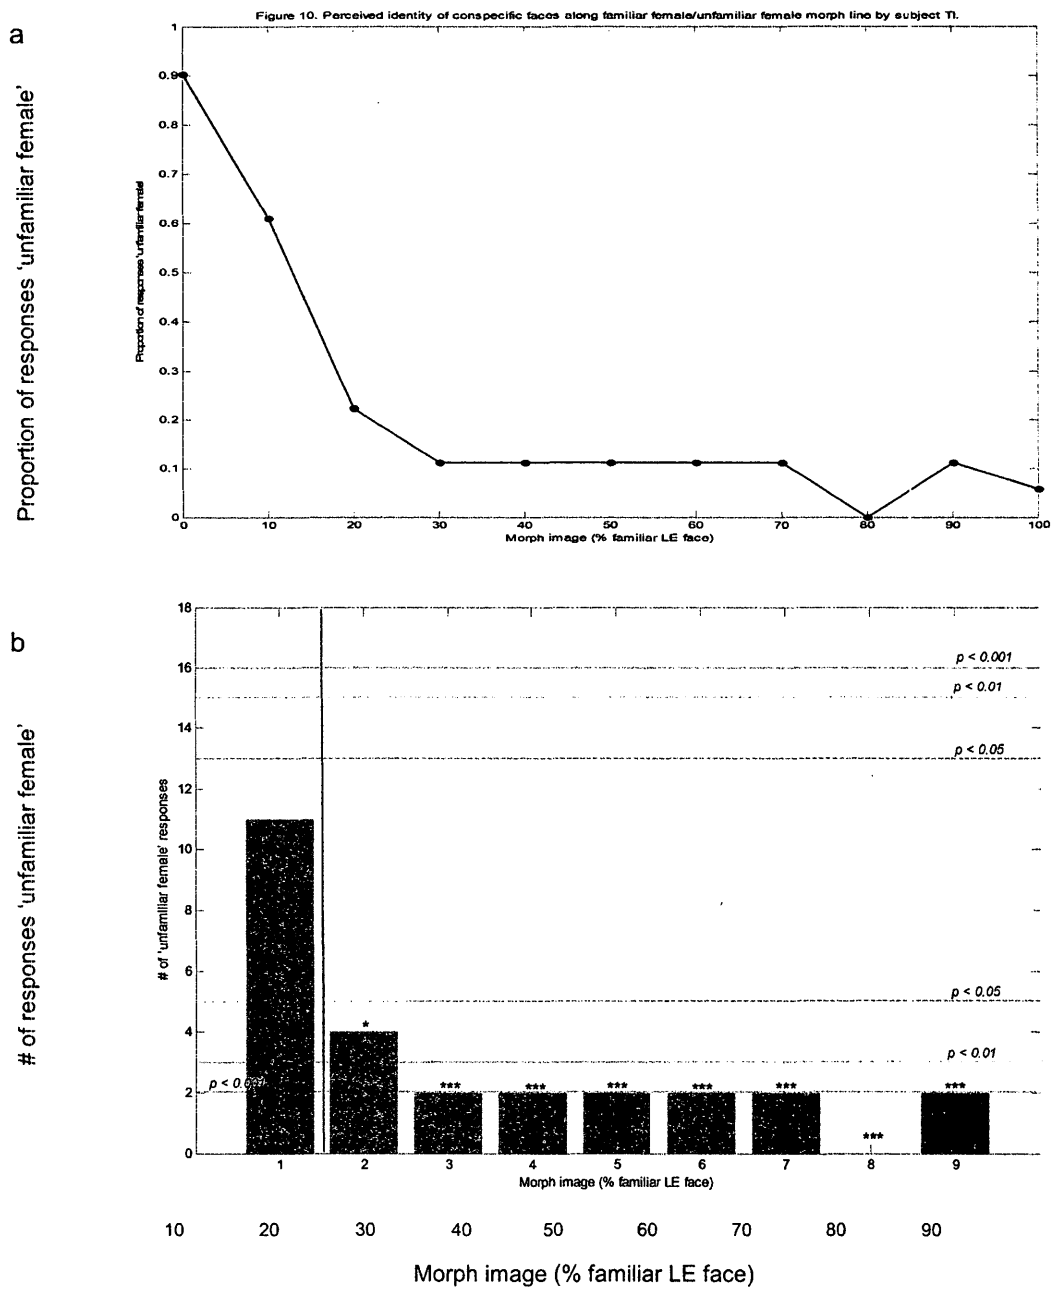 Figure 10. Perceived identity of conspecific faces along familiar female/unfamiliar female morph line by subject TI.
a
Proportion of responses 'unfamiliar female'
Proportion of responses 'unfamiliar female'
1
0.9
0.8
0.7
0.6
0.5
0.4
0.3
0.2
0.1
0
0 10 20 30 40 50 60 70 80 90 100
Morph image (% familiar LE face)
b
# of responses 'unfamiliar female'
# of 'unfamiliar female' responses
18
16
14
12
10
8
6
4
2
0
p < 0.001
p < 0.01
p < 0.05
p < 0.05
p < 0.01
*
*** *** *** *** *** *** ***
1 2 3 4 5 6 7 8 9
Morph image (% familiar LE face)
10 20 30 40 50 60 70 80 90
Morph image (% familiar LE face)